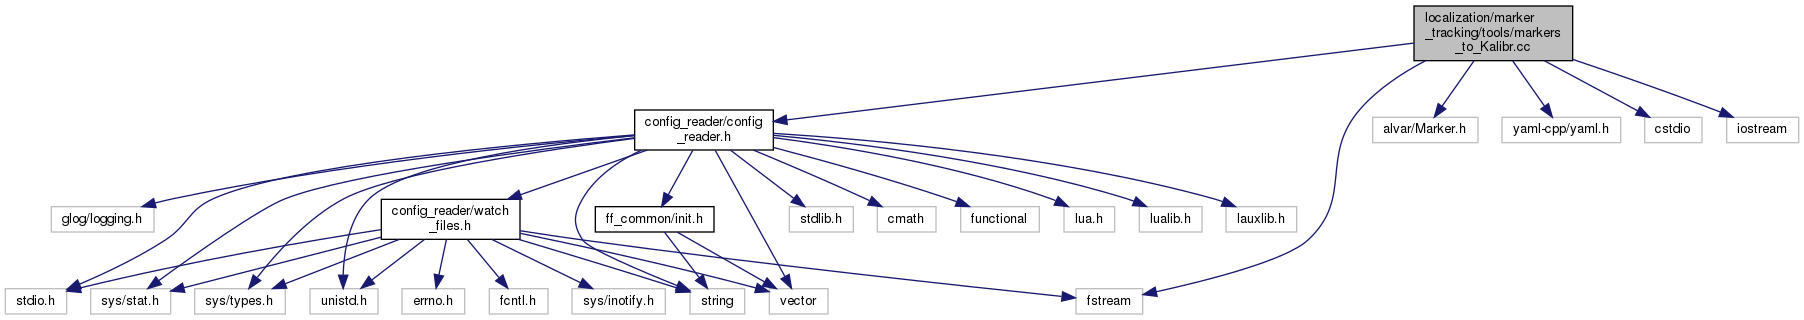 localization/marker
_tracking/tools/markers
_to_Kalibr.cc
config_reader/config
_reader.h
alvar/Marker.h
yaml-cpp/yaml.h
cstdio
iostream
glog/logging.h
config_reader/watch
_files.h
ff_common/init.h
stdlib.h
cmath
functional
lua.h
lualib.h
lauxlib.h
stdio.h
sys/stat.h
sys/types.h
unistd.h
errno.h
fcntl.h
sys/inotify.h
string
vector
fstream